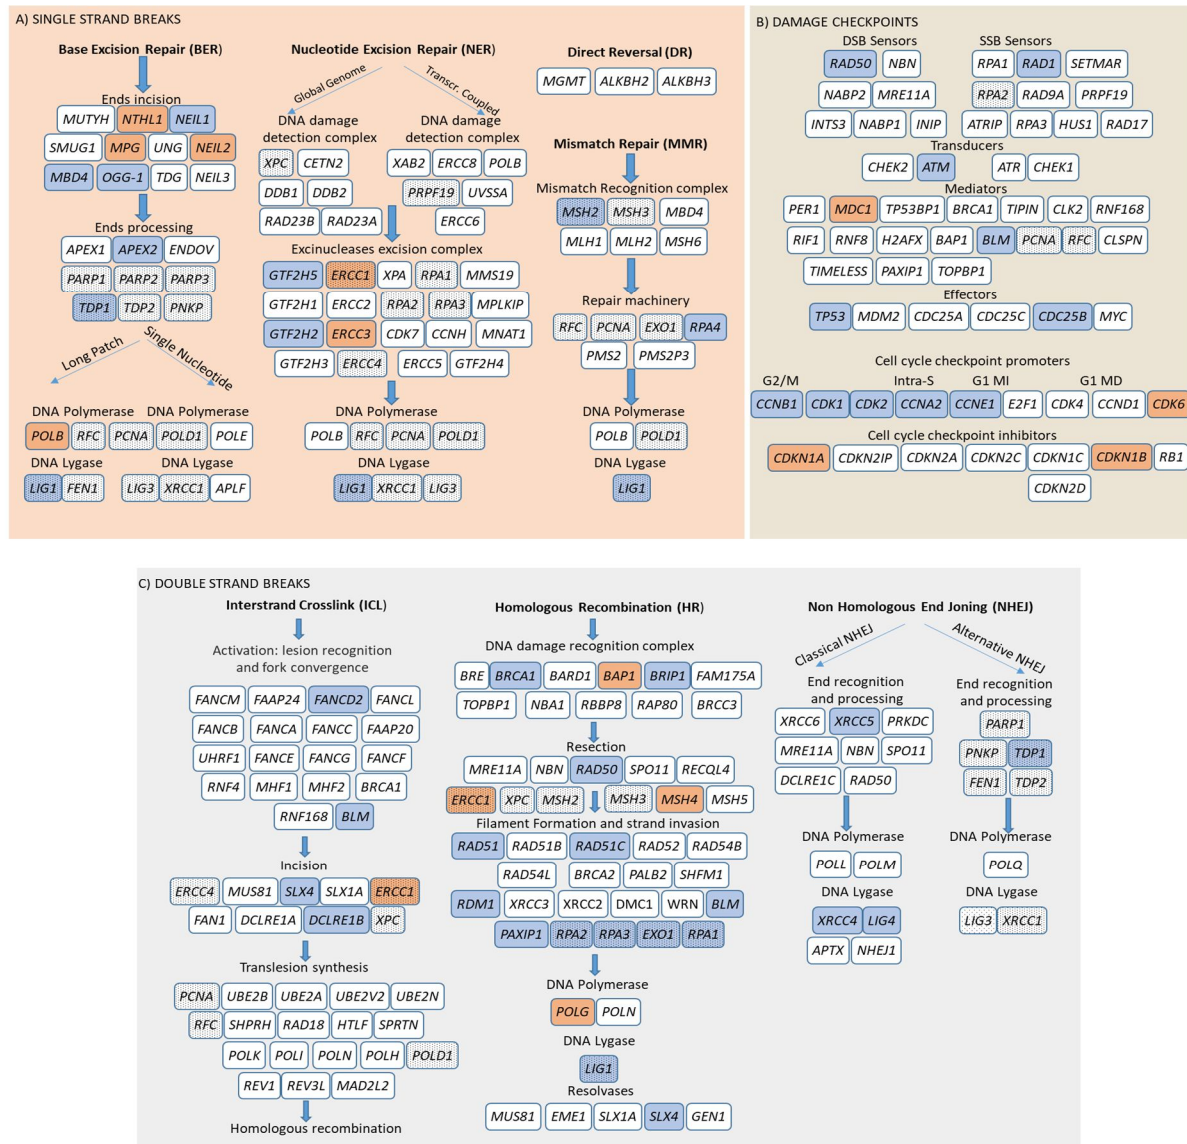 A) SINGLE STRAND BREAKS
Base Excision Repair (BER)
Ends incision
MUTYH NTHL1 NEIL1
SMUG1 MPG UNG NEIL2
MBD4 OGG-1 TDG NEIL3
Ends processing
APEX1 APEX2 ENDOV
PARP1 PARP2 PARP3
TDP1 TDP2 PNKP
Long Patch
Single Nucleotide
DNA Polymerase DNA Polymerase
POLB RFC PCNA POLD1 POLE
DNA Lygase DNA Lygase
LIG1 FEN1 LIG3 XRCC1 APLF
Nucleotide Excision Repair (NER)
Global Genome
Transcr. Coupled
DNA damage
detection complex
XPC CETN2
DDB1 DDB2
RAD23B RAD23A
DNA damage
detection complex
XAB2 ERCC8 POLB
PRPF19 UVSSA
ERCC6
Excinucleases excision complex
GTF2H5 ERCC1 XPA RPA1 MMS19
GTF2H1 ERCC2 RPA2 RPA3 MPLKIP
GTF2H2 ERCC3 CDK7 CCNH MNAT1
GTF2H3 ERCC4 ERCC5 GTF2H4
DNA Polymerase
POLB RFC PCNA POLD1
DNA Lygase
LIG1 XRCC1 LIG3
Direct Reversal (DR)
MGMT ALKBH2 ALKBH3
Mismatch Repair (MMR)
Mismatch Recognition complex
MSH2 MSH3 MBD4
MLH1 MLH2 MSH6
Repair machinery
RFC PCNA EXO1 RPA4
PMS2 PMS2P3
DNA Polymerase
POLB POLD1
DNA Lygase
LIG1
B) DAMAGE CHECKPOINTS
DSB Sensors SSB Sensors
RAD50 NBN RPA1 RAD1 SETMAR
NABP2 MRE11A RPA2 RAD9A PRPF19
INTS3 NABP1 INIP ATRIP RPA3 HUS1 RAD17
Transducers
CHEK2 ATM ATR CHEK1
Mediators
PER1 MDC1 TP53BP1 BRCA1 TIPIN CLK2 RNF168
RIF1 RNF8 H2AFX BAP1 BLM PCNA RFC CLSPN
TIMELESS PAXIP1 TOPBP1
Effectors
TP53 MDM2 CDC25A CDC25C CDC25B MYC
Cell cycle checkpoint promoters
G2/M Intra-S G1 MI G1 MD
CCNB1 CDK1 CDK2 CCNA2 CCNE1 E2F1 CDK4 CCND1 CDK6
Cell cycle checkpoint inhibitors
CDKN1A CDKN2IP CDKN2A CDKN2C CDKN1C CDKN1B RB1
CDKN2D
C) DOUBLE STRAND BREAKS
Interstrand Crosslink (ICL)
Activation: lesion recognition
and fork convergence
FANCM FAAP24 FANCD2 FANCL
FANCB FANCA FANCC FAAP20
UHRF1 FANCE FANCG FANCF
RNF4 MHF1 MHF2 BRCA1
RNF168 BLM
Incision
ERCC4 MUS81 SLX4 SLX1A ERCC1
FAN1 DCLRE1A DCLRE1B XPC
Translesion synthesis
PCNA UBE2B UBE2A UBE2V2 UBE2N
RFC SHPRH RAD18 HTLF SPRTN
POLK POLI POLN POLH POLD1
REV1 REV3L MAD2L2
Homologous recombination
Homologous Recombination (HR)
DNA damage recognition complex
BRE BRCA1 BARD1 BAP1 BRIP1 FAM175A
TOPBP1 NBA1 RBBP8 RAP80 BRCC3
Resection
MRE11A NBN RAD50 SPO11 RECQL4
ERCC1 XPC MSH2 MSH3 MSH4 MSH5
Filament Formation and strand invasion
RAD51 RAD51B RAD51C RAD52 RAD54B
RAD54L BRCA2 PALB2 SHFM1
RDM1 XRCC3 XRCC2 DMC1 WRN BLM
PAXIP1 RPA2 RPA3 EXO1 RPA1
DNA Polymerase
POLG POLN
DNA Lygase
LIG1
Resolvases
MUS81 EME1 SLX1A SLX4 GEN1
Non Homologous End Joning (NHEJ)
Classical NHEJ
Alternative NHEJ
End recognition
and processing
XRCC6 XRCC5 PRKDC
MRE11A NBN SPO11
DCLRE1C RAD50
DNA Polymerase
POLL POLM
DNA Lygase
XRCC4 LIG4
APTX NHEJ1
End recognition
and processing
PARP1
PNKP TDP1
FEN1 TDP2
DNA Polymerase
POLQ
DNA Lygase
LIG3 XRCC1